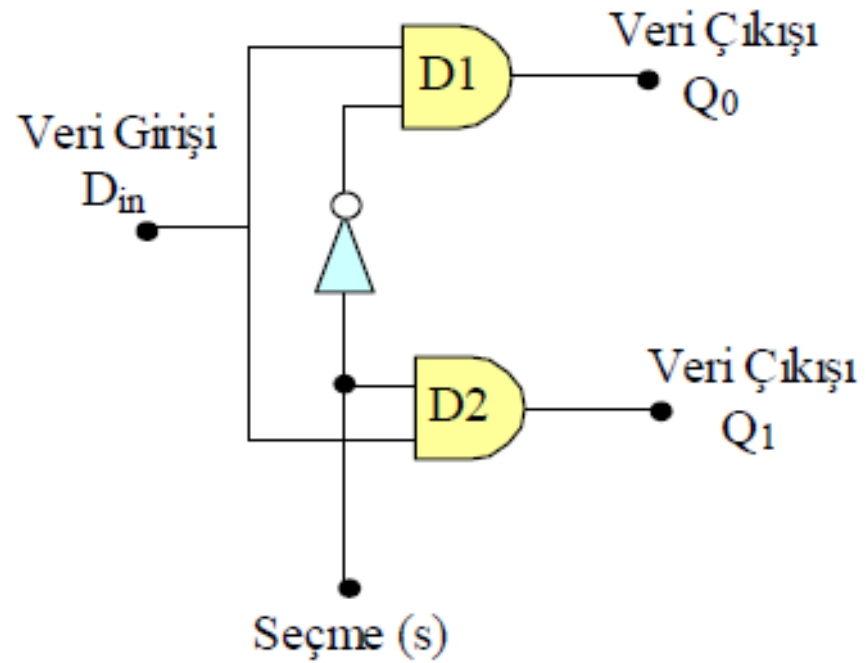 Veri Çıkışı
Q0
D1
Veri Girişi
Din
Veri Çıkışı
Q1
D2
Seçme (s)